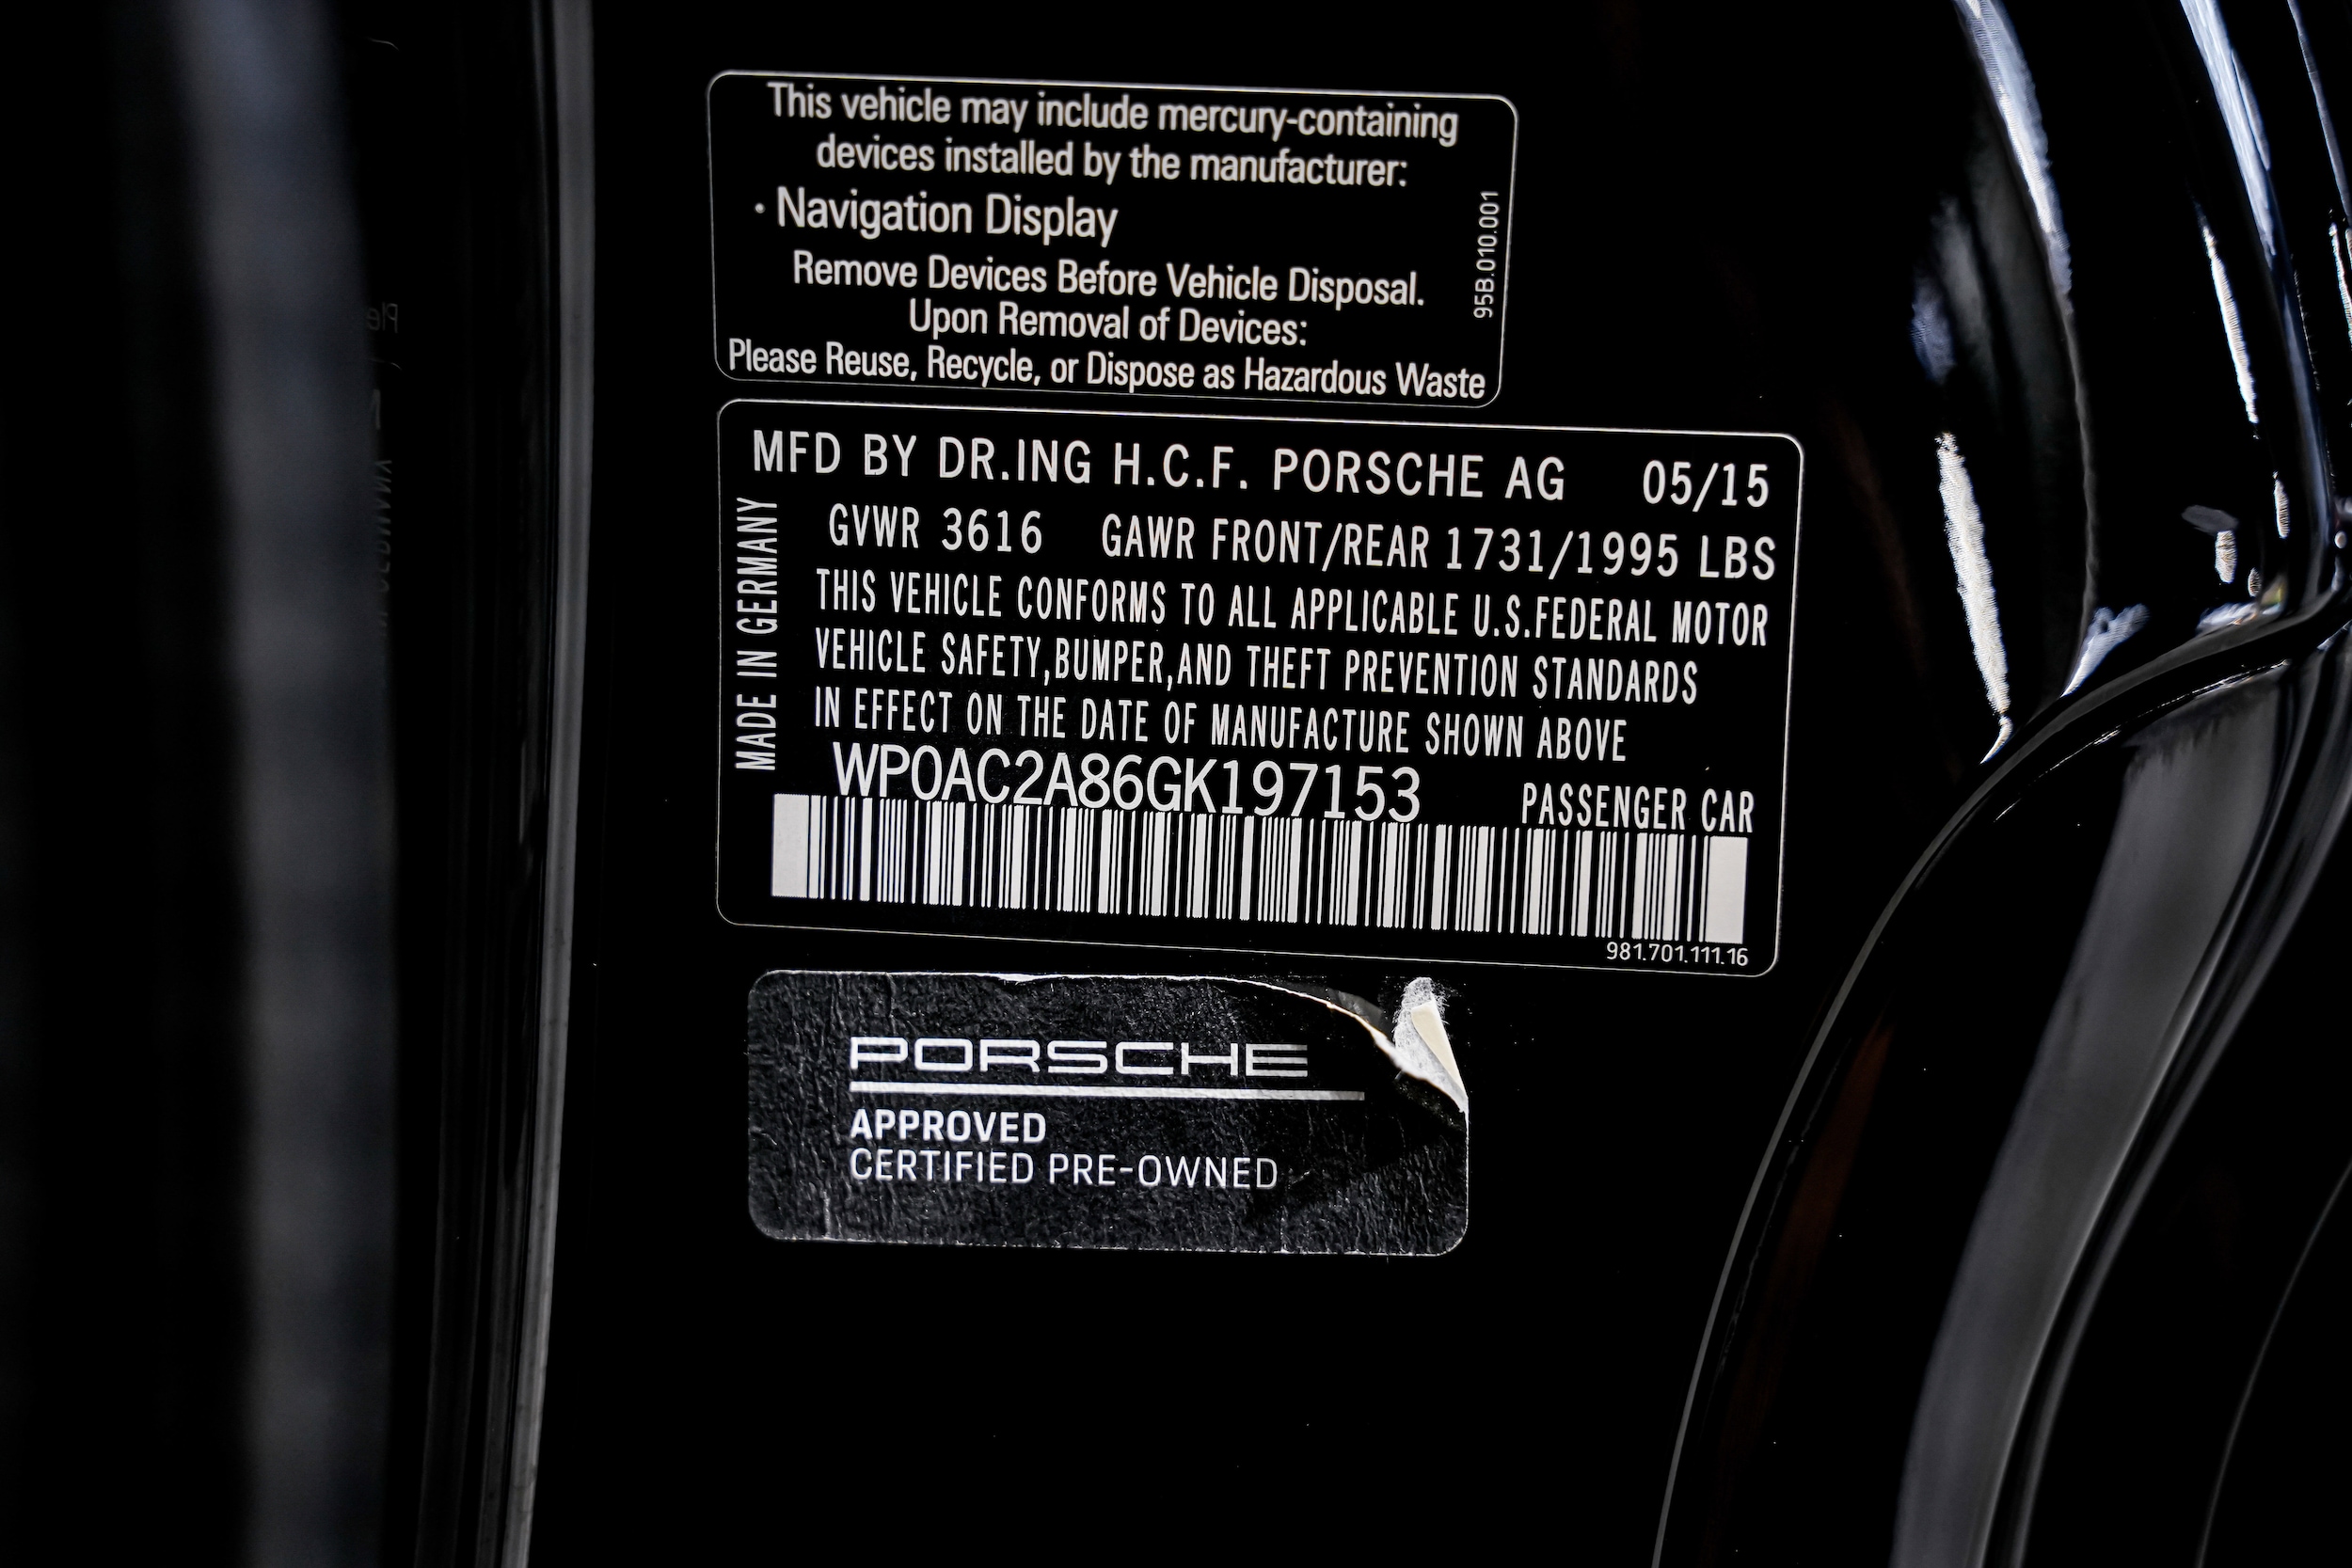 This vehicle may include mercury-containing
devices installed by the manufacturer:
· Navigation Display
Remove Devices Before Vehicle Disposal.
Upon Removal of Devices:
Please Reuse, Recycle, or Dispose as Hazardous Waste
95B.010.001
MFD BY DR.ING H.C.F. PORSCHE AG 05/15
GVWR 3616 GAWR FRONT/REAR 1731/1995 LBS
THIS VEHICLE CONFORMS TO ALL APPLICABLE U.S.FEDERAL MOTOR
VEHICLE SAFETY,BUMPER,AND THEFT PREVENTION STANDARDS
IN EFFECT ON THE DATE OF MANUFACTURE SHOWN ABOVE
MADE IN GERMANY
WP0AC2A86GK197153 PASSENGER CAR
981.701.111.16
PORSCHE
APPROVED
CERTIFIED PRE-OWNED